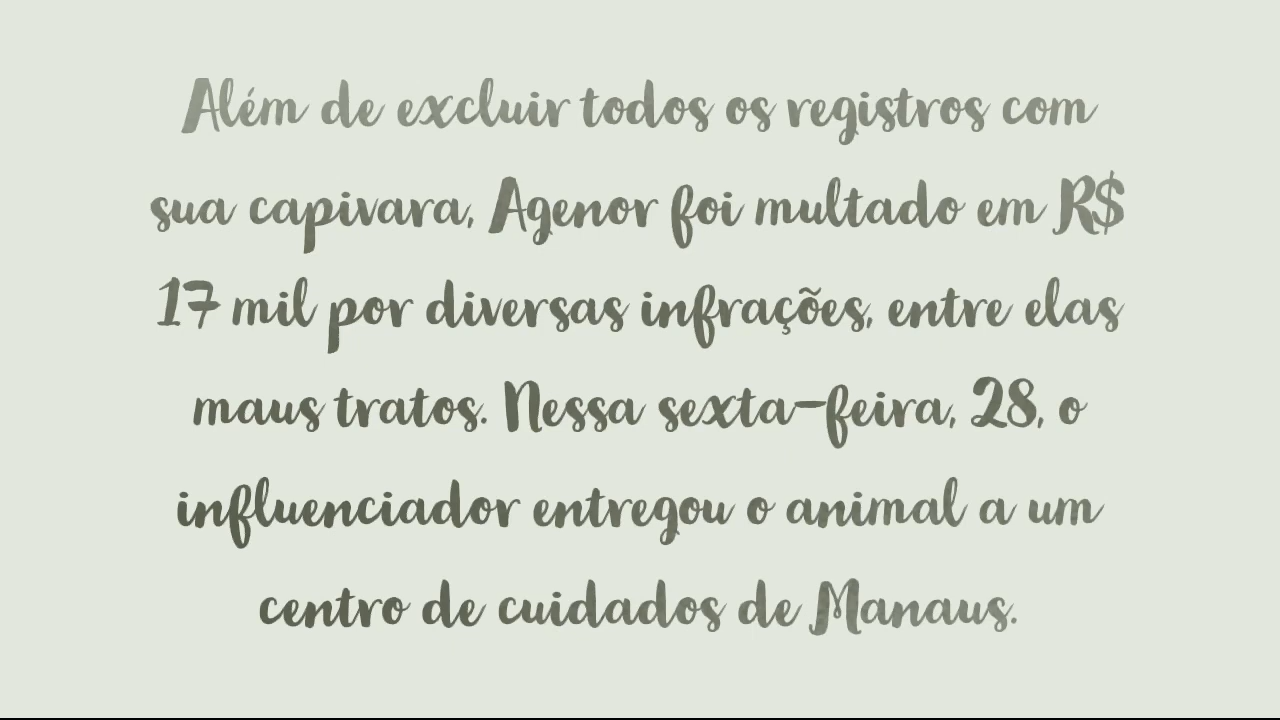 Além de excluir todos os registros com
sua capivara, Agenor foi multado em R$
17 mil por diversas infrações, entre elas
maus tratos. Nessa sexta-feira, 28, o
influenciador entregou o animal a um
centro de cuidados de Manaus.